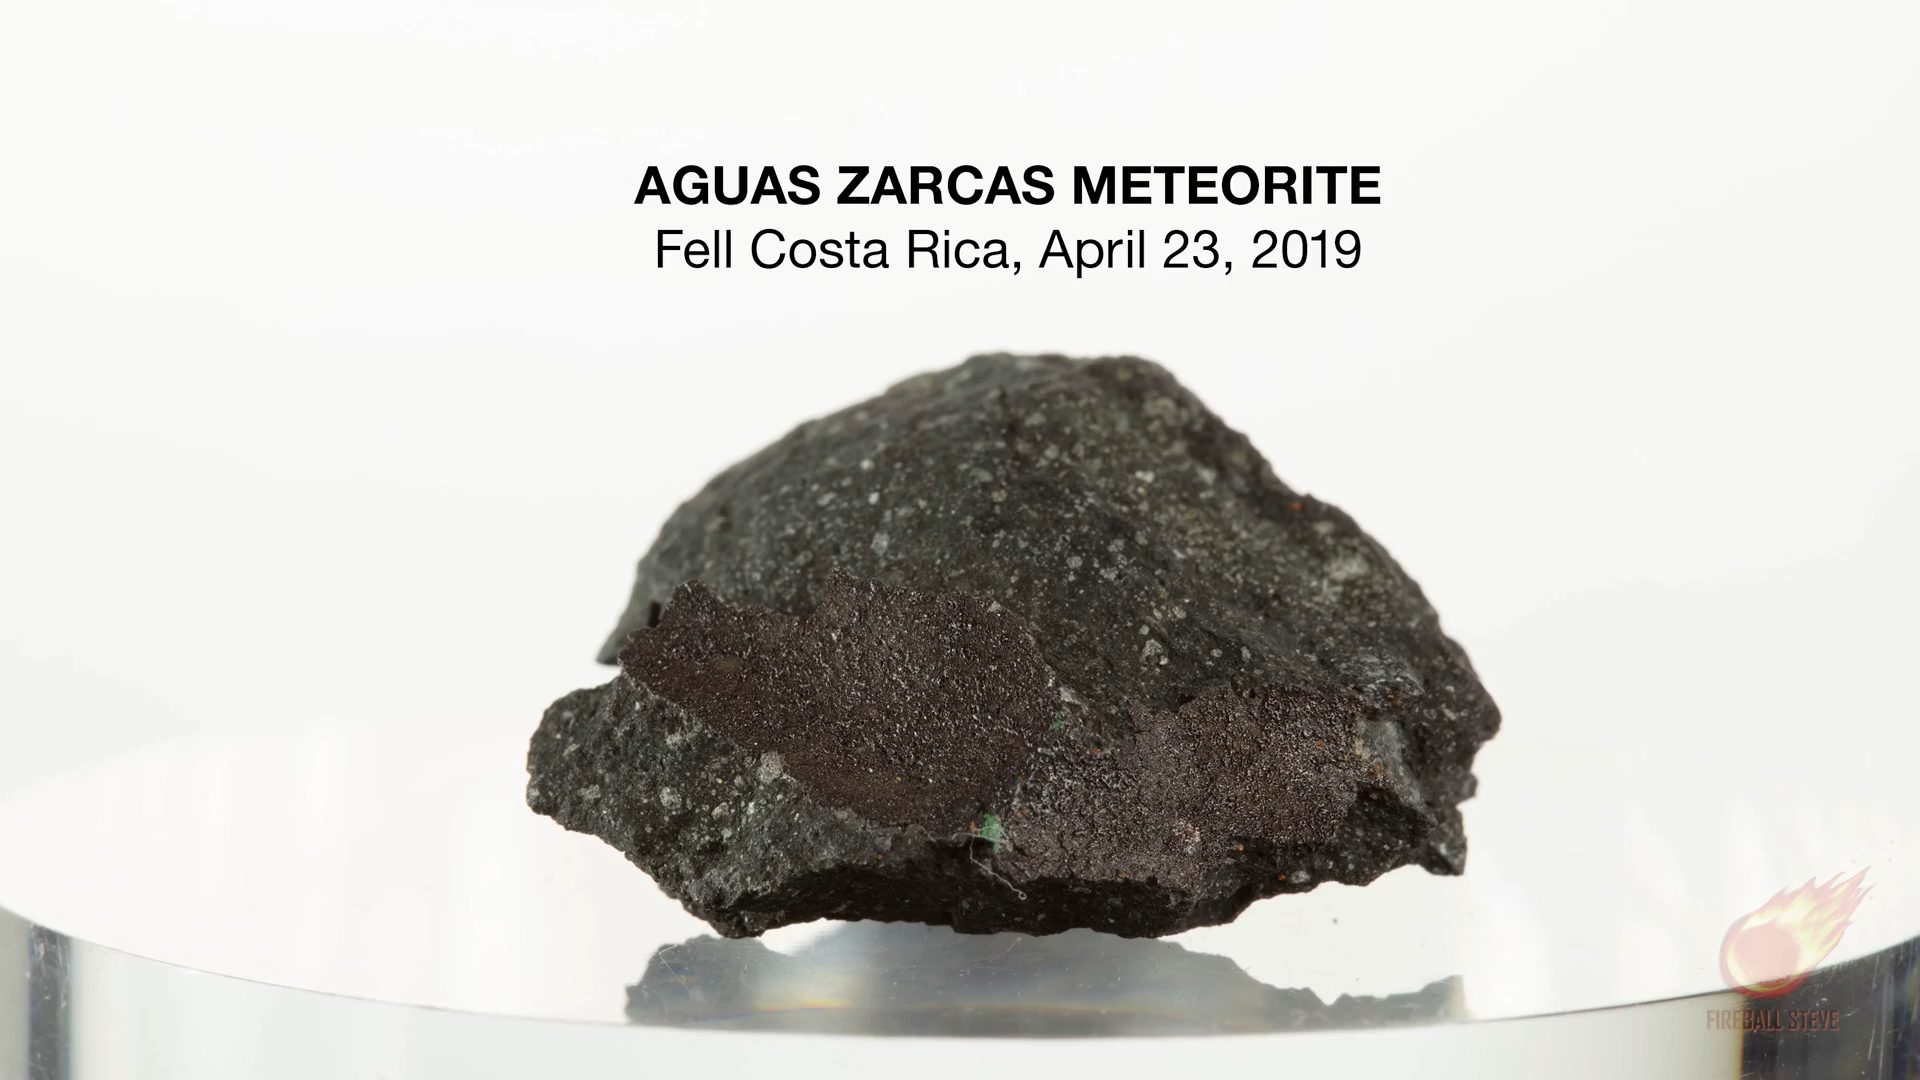 AGUAS ZARCAS METEORITE
Fell Costa Rica, April 23, 2019
FIREBALL STEVE